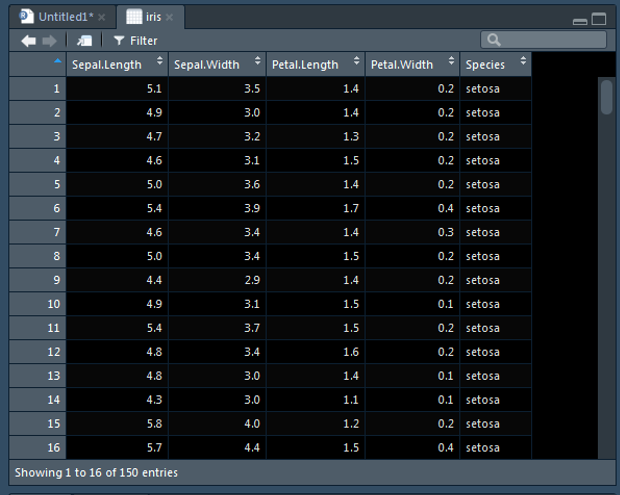 Untitled1* × iris ×
Filter
Sepal.Length Sepal.Width Petal.Length Petal.Width Species
1 5.1 3.5 1.4 0.2 setosa
2 4.9 3.0 1.4 0.2 setosa
3 4.7 3.2 1.3 0.2 setosa
4 4.6 3.1 1.5 0.2 setosa
5 5.0 3.6 1.4 0.2 setosa
6 5.4 3.9 1.7 0.4 setosa
7 4.6 3.4 1.4 0.3 setosa
8 5.0 3.4 1.5 0.2 setosa
9 4.4 2.9 1.4 0.2 setosa
10 4.9 3.1 1.5 0.1 setosa
11 5.4 3.7 1.5 0.2 setosa
12 4.8 3.4 1.6 0.2 setosa
13 4.8 3.0 1.4 0.1 setosa
14 4.3 3.0 1.1 0.1 setosa
15 5.8 4.0 1.2 0.2 setosa
16 5.7 4.4 1.5 0.4 setosa
Showing 1 to 16 of 150 entries